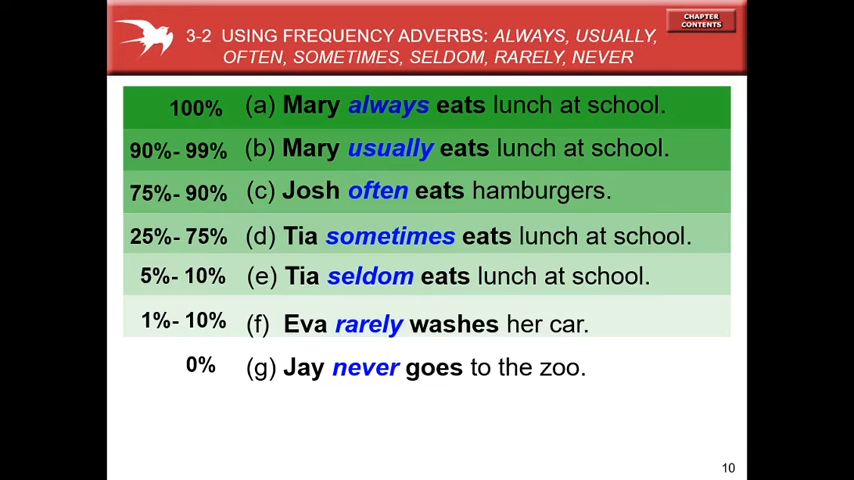 CHAPTER
CONTENTS
3-2 USING FREQUENCY ADVERBS: ALWAYS, USUALLY,
OFTEN, SOMETIMES, SELDOM, RARELY, NEVER
100% (a) Mary always eats lunch at school.
90%- 99% (b) Mary usually eats lunch at school.
75%- 90% (c) Josh often eats hamburgers.
25%- 75% (d) Tia sometimes eats lunch at school.
5%- 10% (e) Tia seldom eats lunch at school.
1%- 10% (f) Eva rarely washes her car.
0% (g) Jay never goes to the zoo.
10